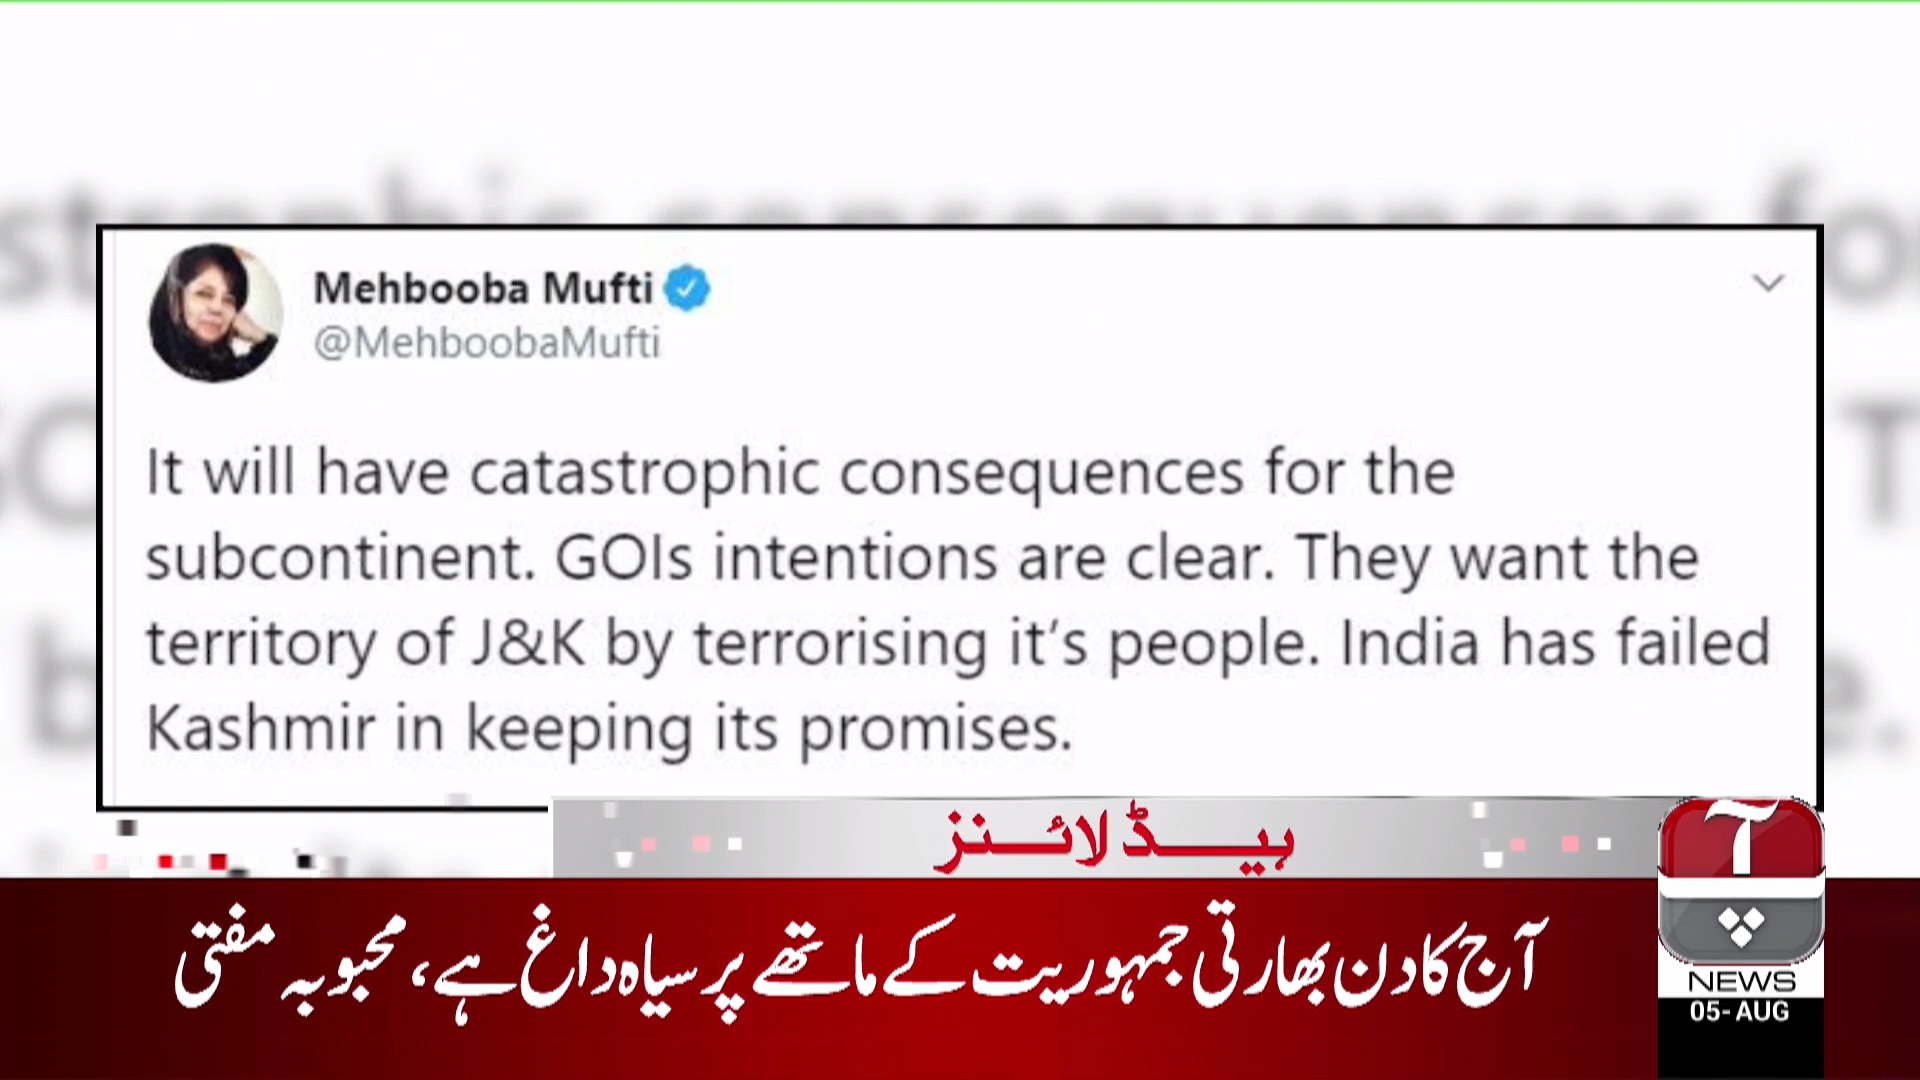 Mehbooba Mufti
@MehboobaMufti
It will have catastrophic consequences for the
subcontinent. GOIs intentions are clear. They want the
territory of J&K by terrorising it's people. India has failed
Kashmir in keeping its promises.
ہیڈلائنز
آج کا دن بھارتی جمہوریت کے ماتھے پر سیاہ داغ ہے، محبوبہ مفتی
آج
NEWS
05-AUG